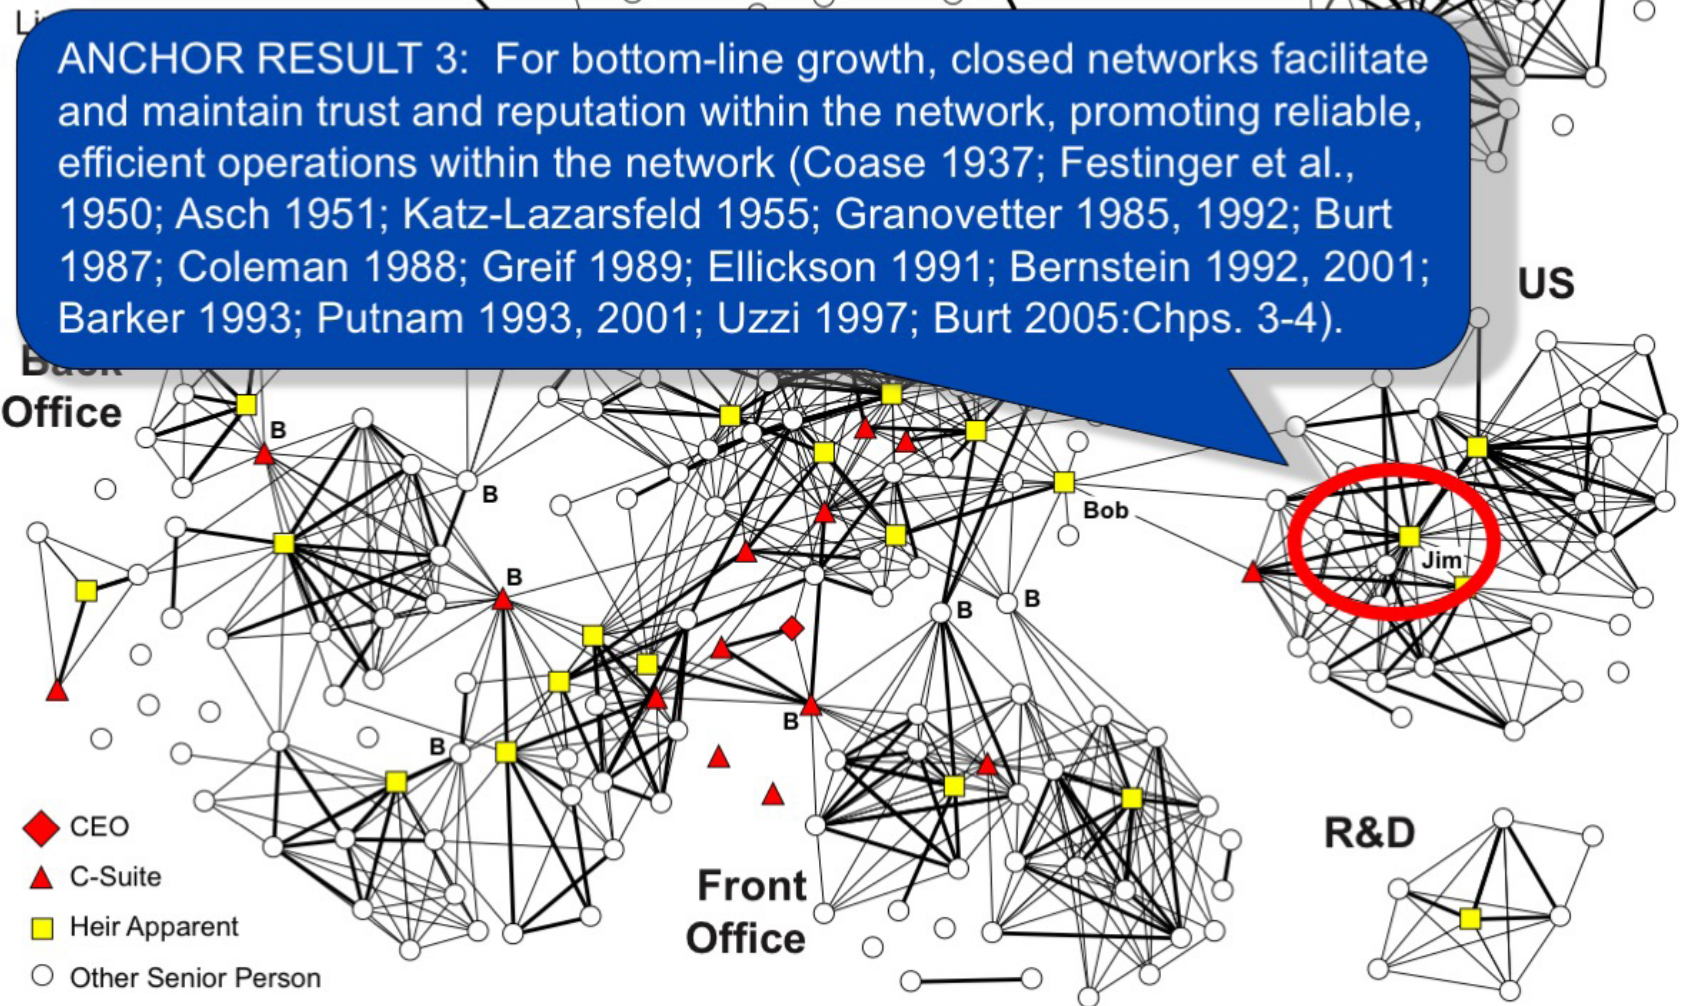 Li
ANCHOR RESULT 3: For bottom-line growth, closed networks facilitate
and maintain trust and reputation within the network, promoting reliable,
efficient operations within the network (Coase 1937; Festinger et al.,
1950; Asch 1951; Katz-Lazarsfeld 1955; Granovetter 1985, 1992; Burt
1987; Coleman 1988; Greif 1989; Ellickson 1991; Bernstein 1992, 2001;
Barker 1993; Putnam 1993, 2001; Uzzi 1997; Burt 2005:Chps. 3-4).
US
Back
Office
B
B
Bob
Jim
B
B
B
B
B
CEO
C-Suite
Heir Apparent
Other Senior Person
Front
Office
R&D